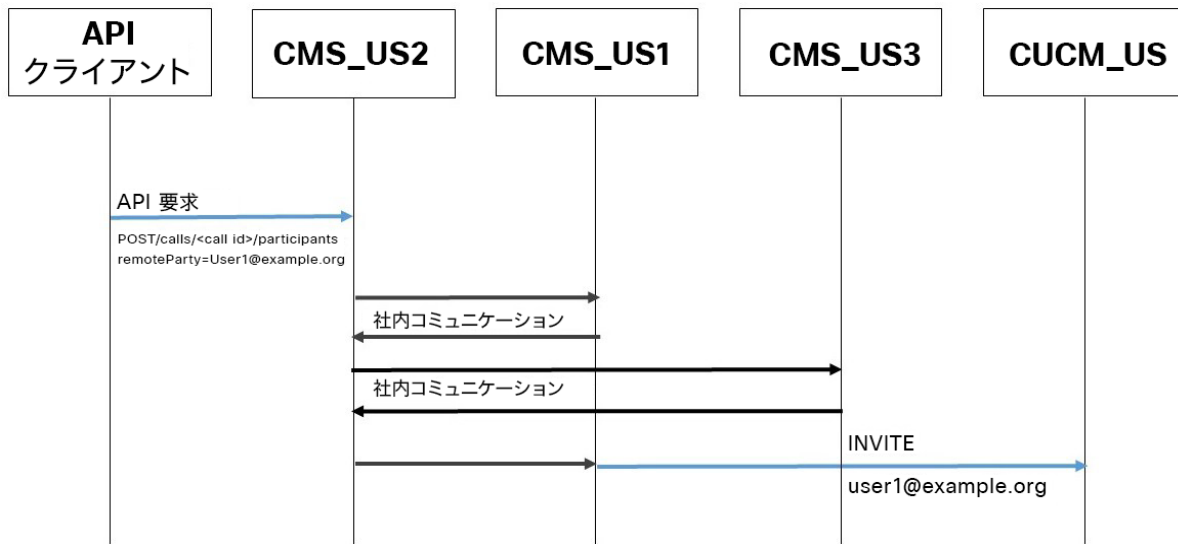 API
クライアント
CMS_US2
CMS_US1
CMS_US3
CUCM_US
API 要求
POST/calls/<call id>/participants
remoteParty=User1@example.org
社内コミュニケーション
社内コミュニケーション
INVITE
user1@example.org